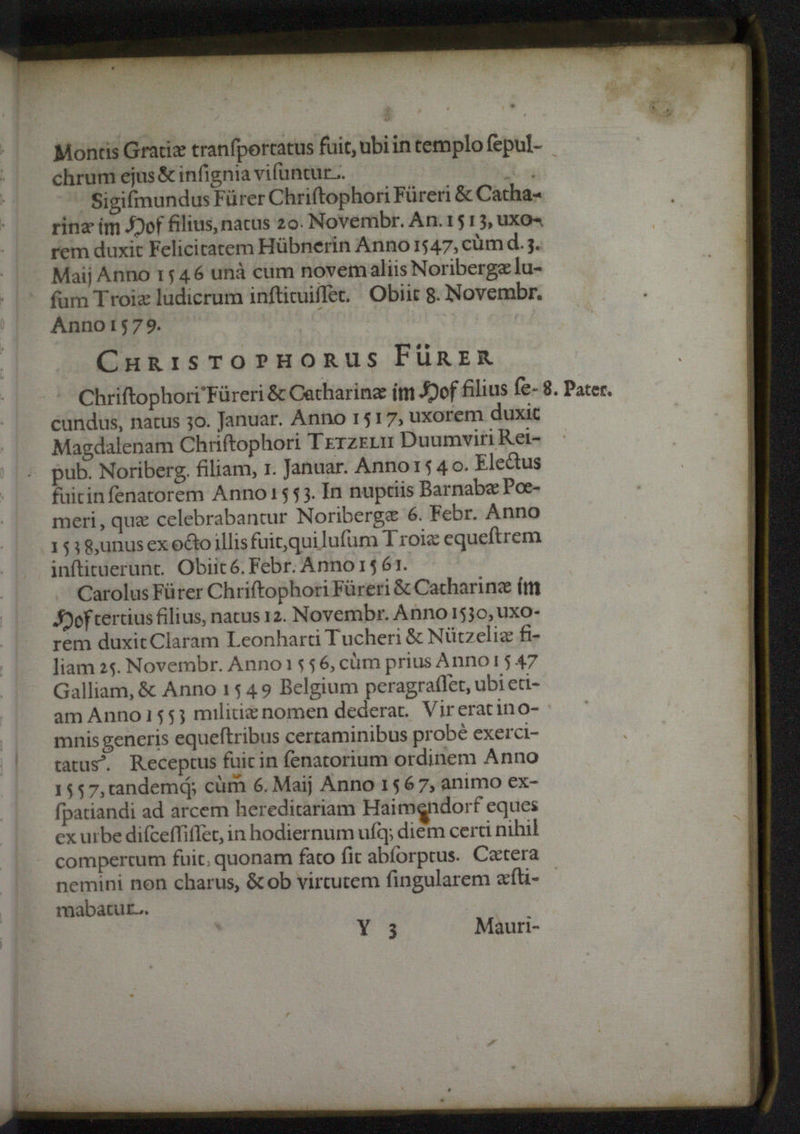 Montis Gratiæ tranſportatus fuit, ubi in templo ſepul-
chrum ejus & inſignia viſuntur.
Sigiſmundus Fürer Chriſtophori Füreri & Catha-
rinæ im Hof filius, natus 20. Novembr. An. 1513, uxo-
rem duxit Felicitatem Hübnerin Anno 1547, cùm d. 3.
Maij Anno 1546 unà cum novem aliis Noribergæ lu-
ſum Troiæ ludicrum inſtituiſſet. Obiit 8. Novembr.
Anno 1579.
CHRISTOPHORUS FÜRER
Chriſtophori Füreri & Catharinæ im Hof filius ſe- 8. Pater.
cundus, natus 30. Januar. Anno 1517, uxorem duxit
Magdalenam Chriſtophori TETZELII Duumviri Rei-
pub. Noriberg. filiam, 1. Januar. Anno 1540. Electus
fuit in ſenatorem Anno 1553. In nuptiis Barnabæ Pœ-
meri, quæ celebrabantur Noribergæ 6. Febr. Anno
1538, unus ex octo illis fuit, qui luſum Troiæ equeſtrem
inſtituerunt. Obiit 6. Febr. Anno 1561.
Carolus Fürer Chriſtophori Füreri & Catharinæ im
Hof tertius filius, natus 12. Novembr. Anno 1530, uxo-
rem duxit Claram Leonharti Tucheri & Nützeliæ fi-
liam 25. Novembr. Anno 1556, cùm prius Anno 1547
Galliam, & Anno 1549 Belgium peragraſſet, ubi eti-
am Anno 1553 militiæ nomen dederat. Vir erat in o-
mnis generis equeſtribus certaminibus probè exerci-
tatus. Receptus fuit in ſenatorium ordinem Anno
1557, tandemq; cùm 6. Maij Anno 1567, animo ex-
ſpatiandi ad arcem hereditariam Haimendorf eques
ex urbe diſceſſiſſet, in hodiernum uſq; diem certi nihil
compertum fuit, quonam fato ſit abſorptus. Cætera
nemini non charus, & ob virtutem ſingularem æſti-
mabatur.
Y 3 Mauri-